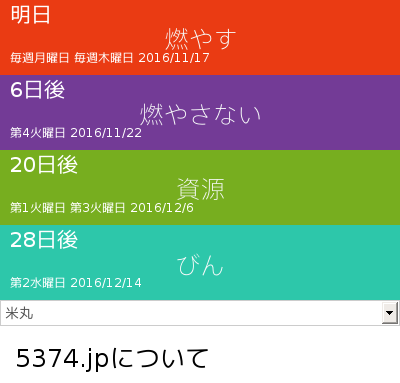 明日
燃やす
毎週月曜日 毎週木曜日 2016/11/17
6日後
燃やさない
第4火曜日 2016/11/22
20日後
資源
第1火曜日 第3火曜日 2016/12/6
28日後
びん
第2水曜日 2016/12/14
米丸
5374.jpについて